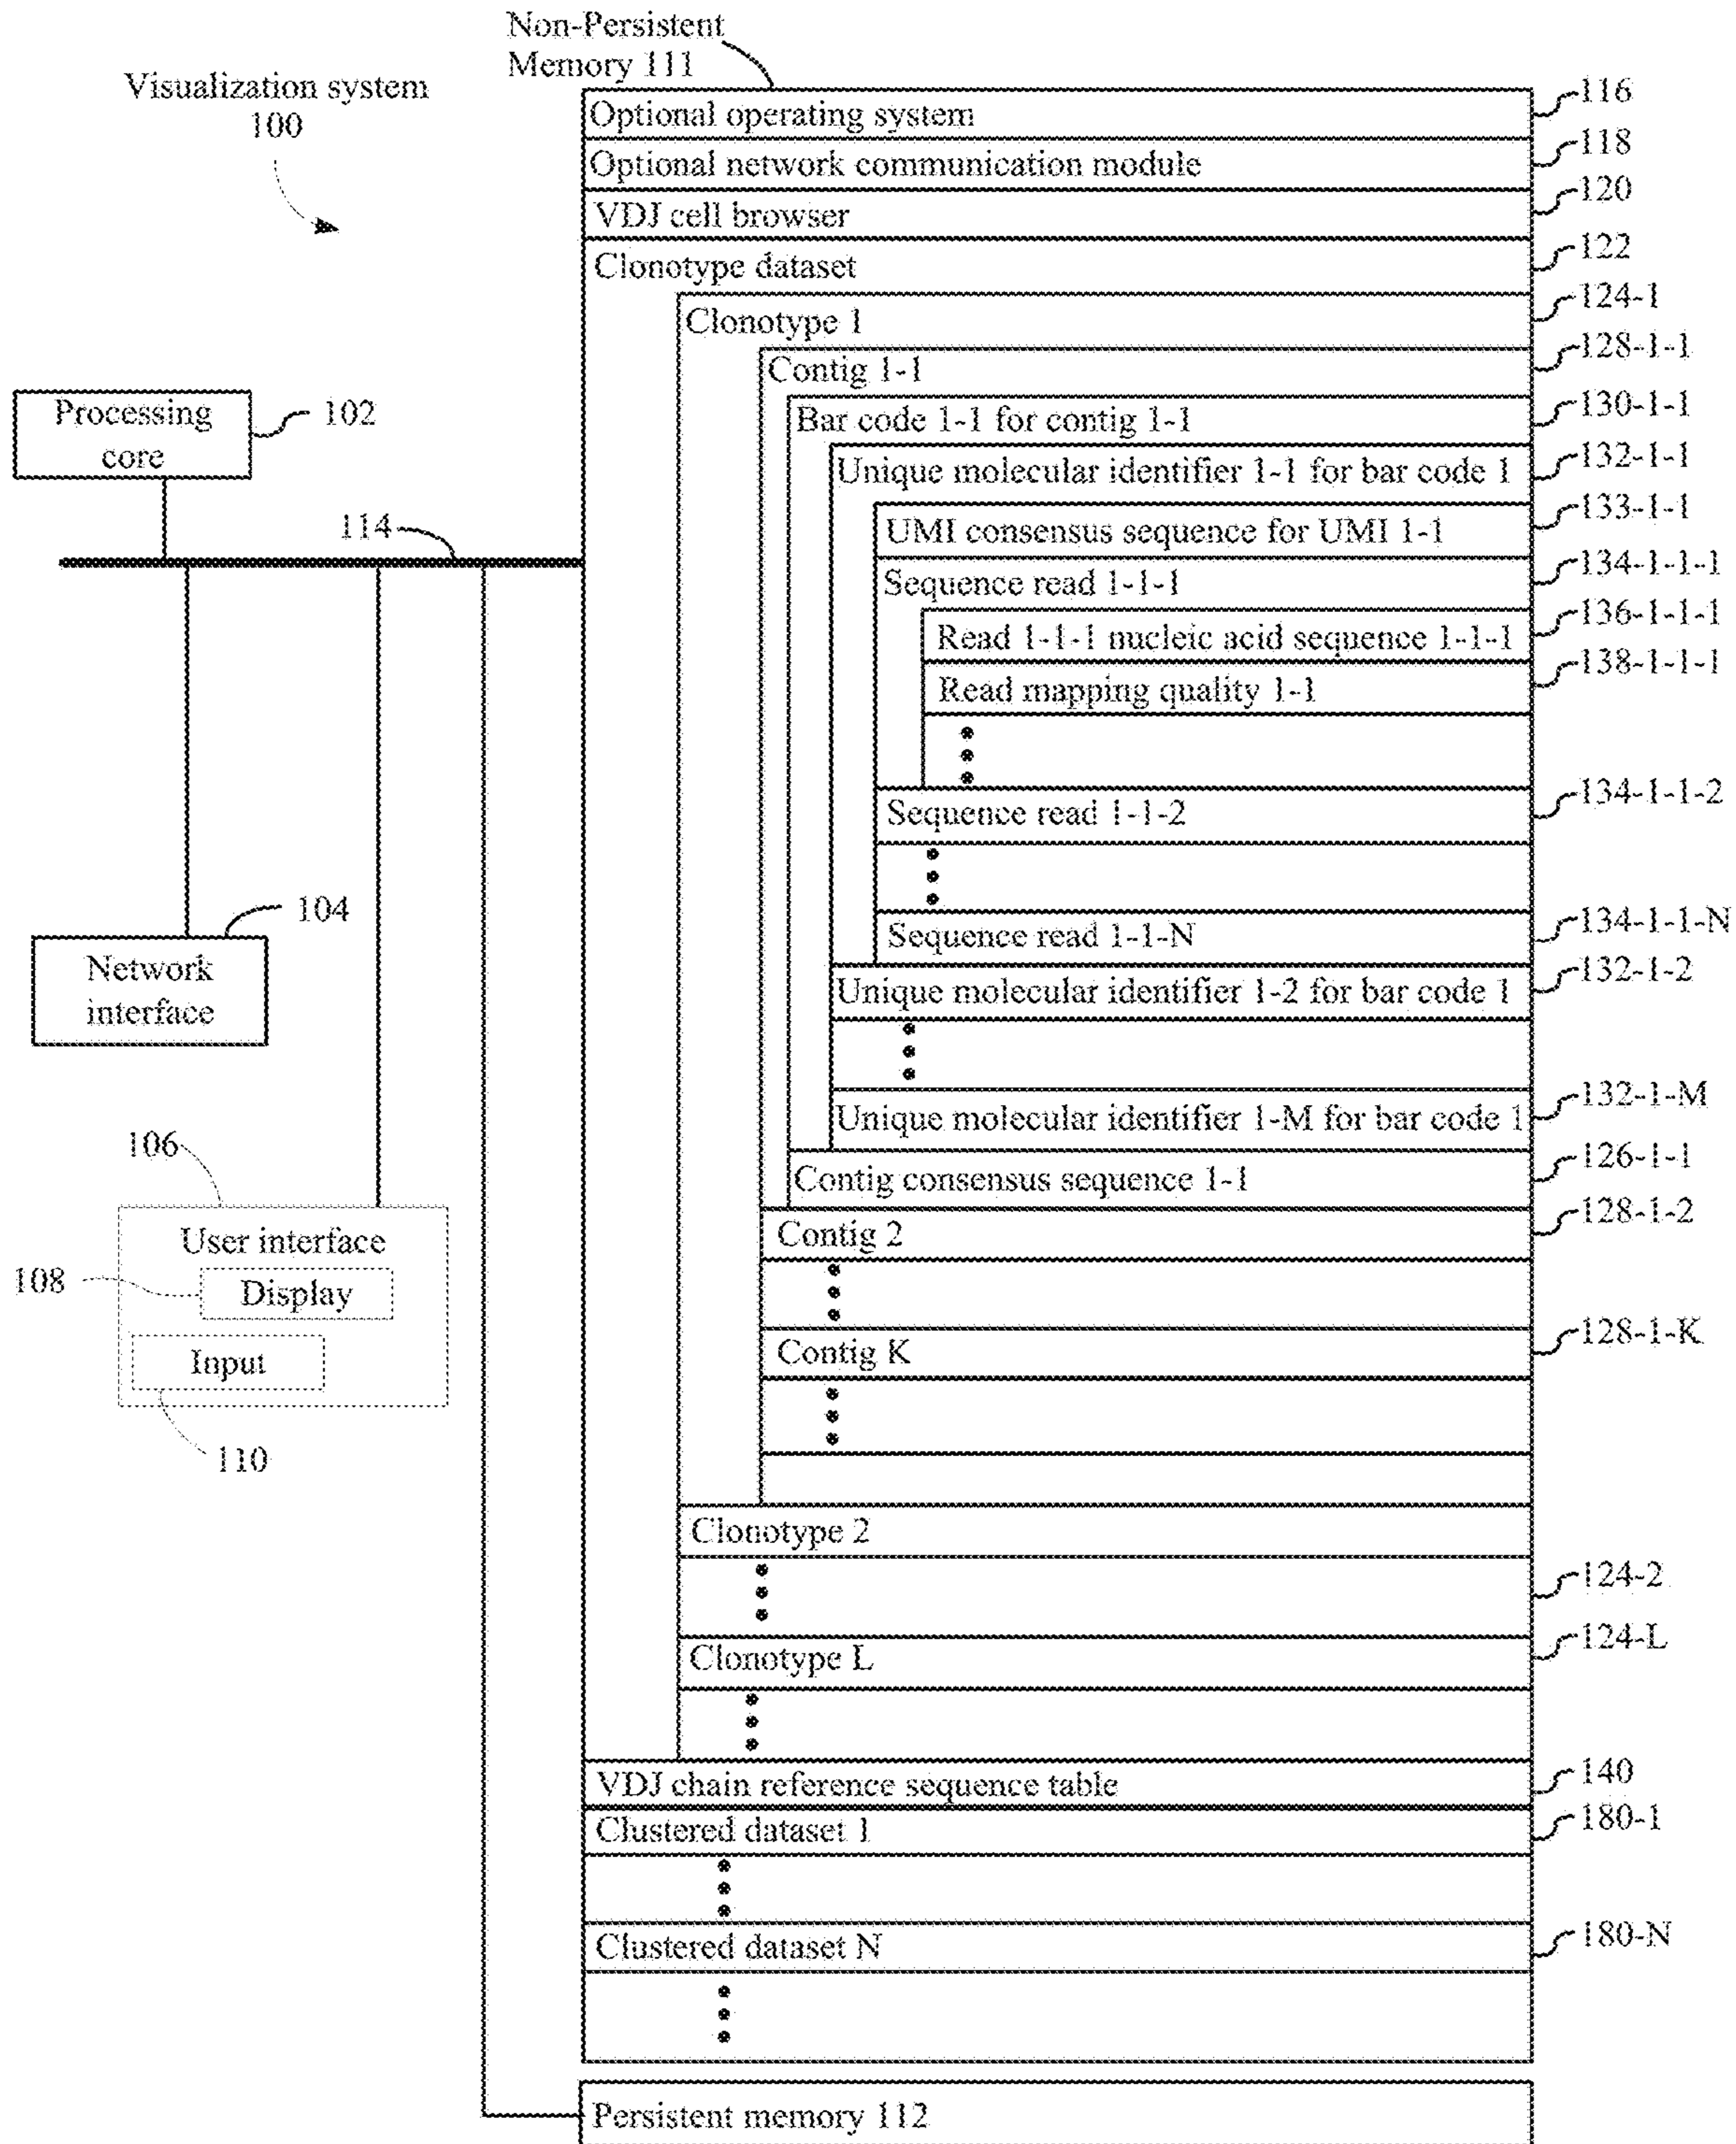 Non-Persistent
Memory 111
Visualization system
100
Optional operating system
116
Optional network communication module
118
VDJ cell browser
120
Clonotype dataset
122
Clonotype 1
124-1
Contig 1-1
128-1-1
Bar code 1-1 for contig 1-1
130-1-1
Unique molecular identifier 1-1 for bar code 1
132-1-1
UMI consensus sequence for UMI 1-1
133-1-1
Sequence read 1-1-1
134-1-1-1
Read 1-1-1 nucleic acid sequence 1-1-1
136-1-1-1
Read mapping quality 1-1
138-1-1-1
Sequence read 1-1-2
134-1-1-2
Sequence read 1-1-N
134-1-1-N
Unique molecular identifier 1-2 for bar code 1
132-1-2
Unique molecular identifier 1-M for bar code 1
132-1-M
Contig consensus sequence 1-1
126-1-1
Contig 2
128-1-2
Contig K
128-1-K
Clonotype 2
124-2
Clonotype L
124-L
VDJ chain reference sequence table
140
Clustered dataset 1
180-1
Clustered dataset N
180-N
Persistent memory 112
Processing
core
102
114
104
Network
interface
106
User interface
108
Display
Input
110